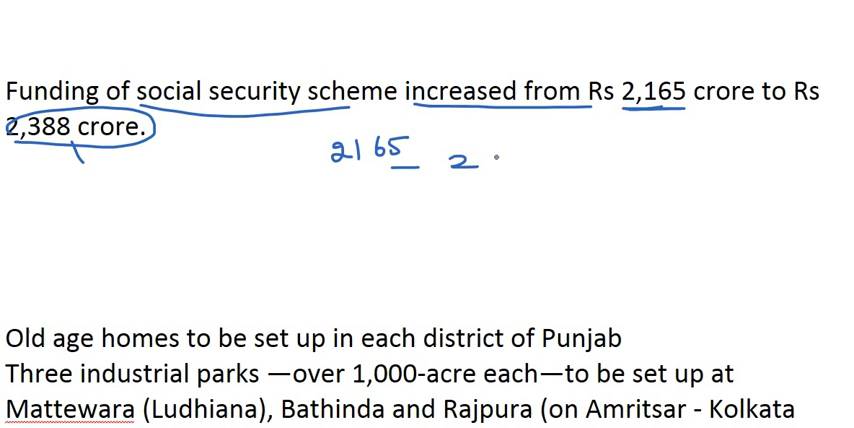 Funding of social security scheme increased from Rs 2,165 crore to Rs
2,388 crore.
2165 2
Old age homes to be set up in each district of Punjab
Three industrial parks —over 1,000-acre each—to be set up at
Mattewara (Ludhiana), Bathinda and Rajpura (on Amritsar - Kolkata